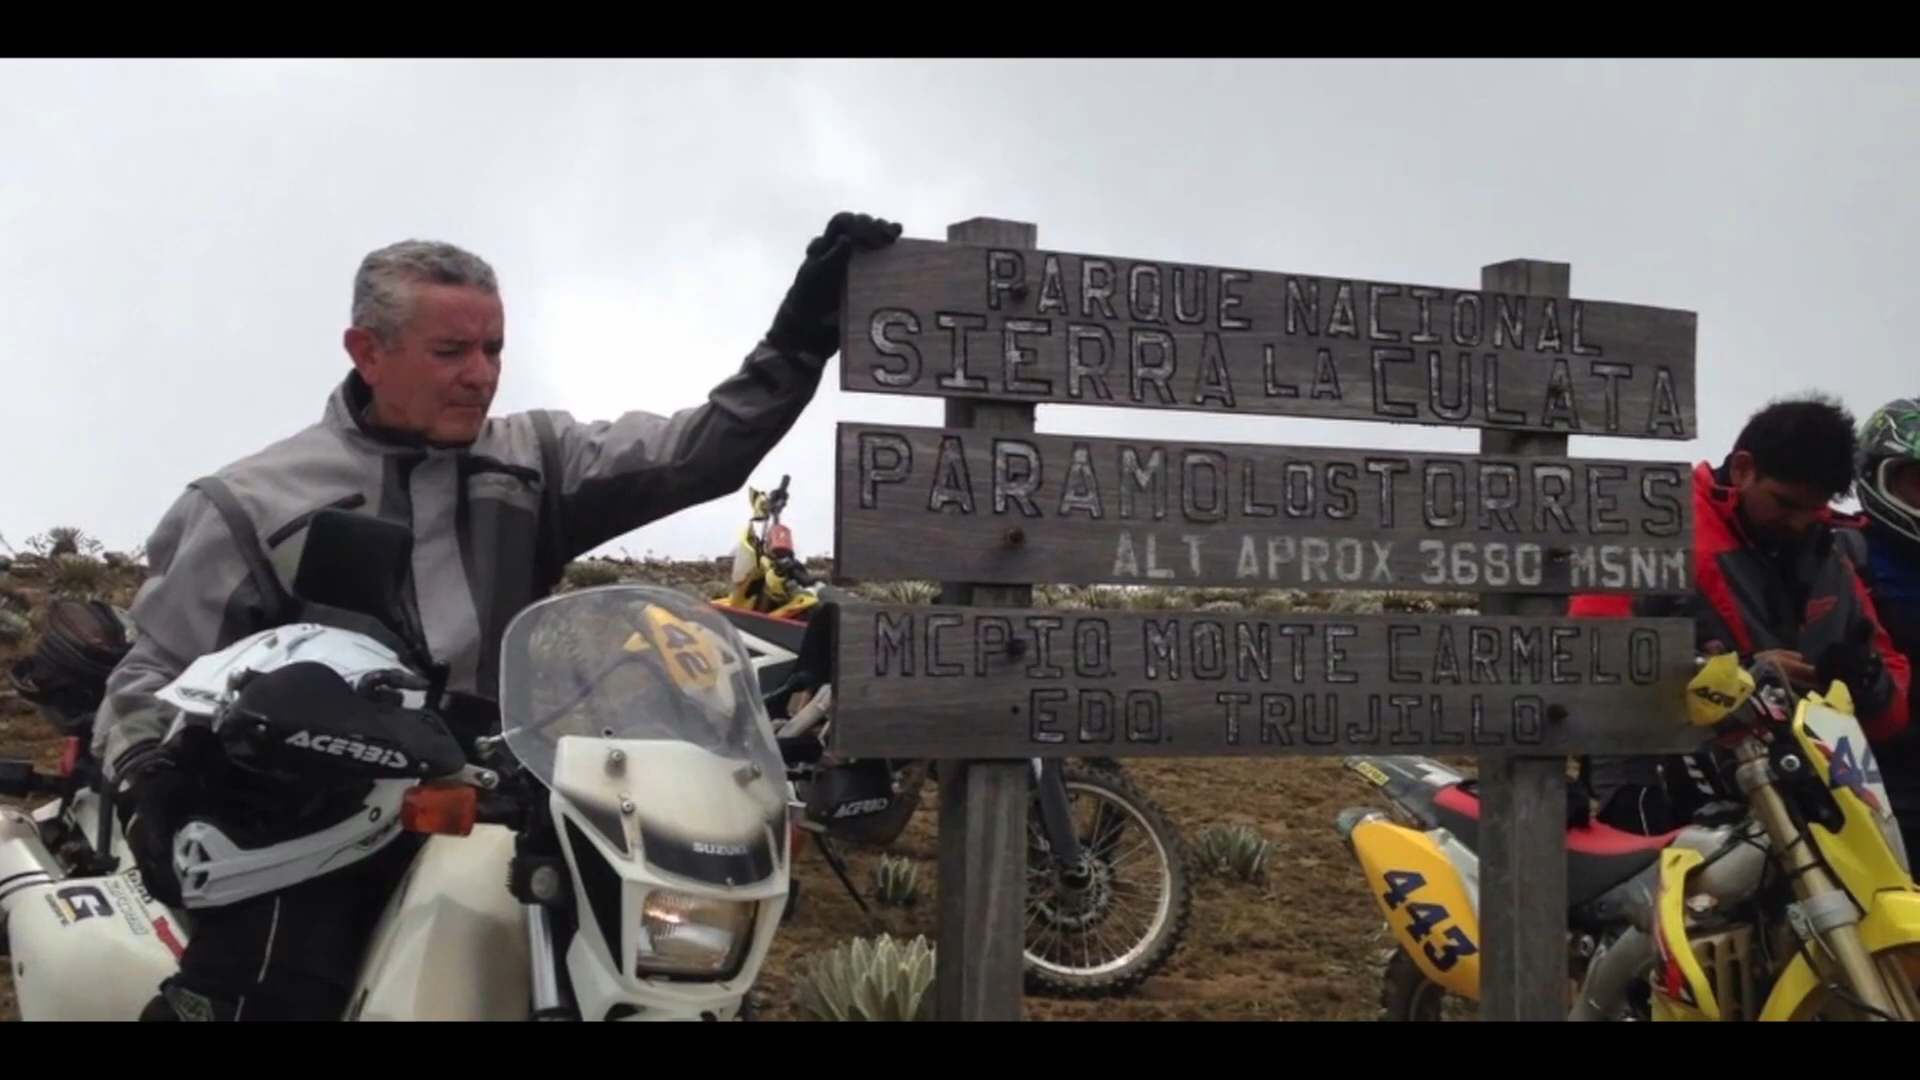 PARQUE NACIONAL
SIERRA LA CULATA
PARAMO LOS TORRES
ALT APROX 3680 MSNM
MCPIO. MONTE CARMELO
EDO. TRUJILLO
42
ACERBIS
SUZUKI
ACERBIS
G
443
44